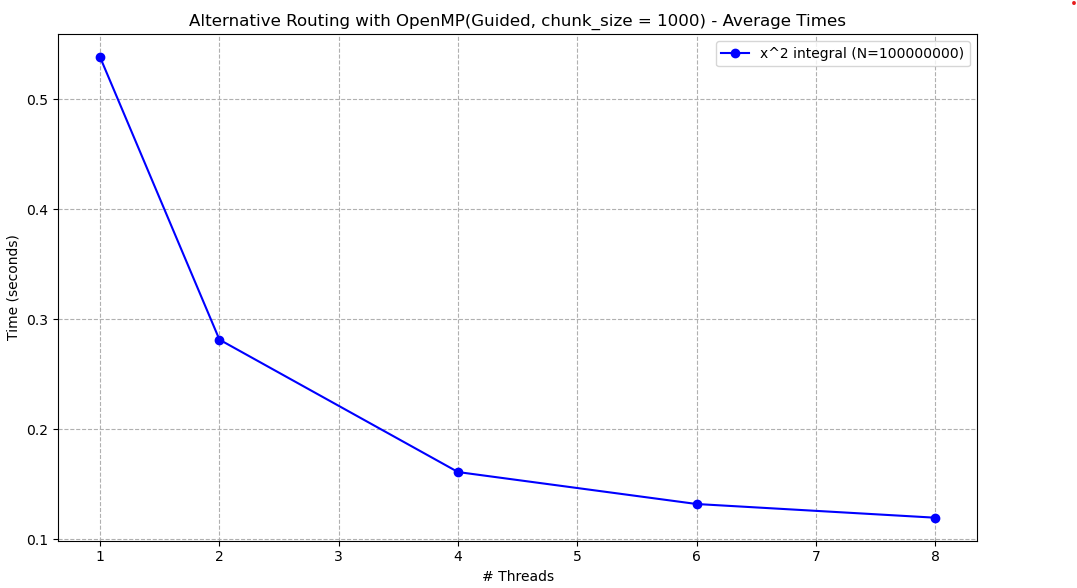 Alternative Routing with OpenMP(Guided, chunk_size = 1000) - Average Times
x^2 integral (N=100000000)
0.5
0.4
0.3
0.2
0.1
Time (seconds)
1 2 3 4 5 6 7 8
# Threads